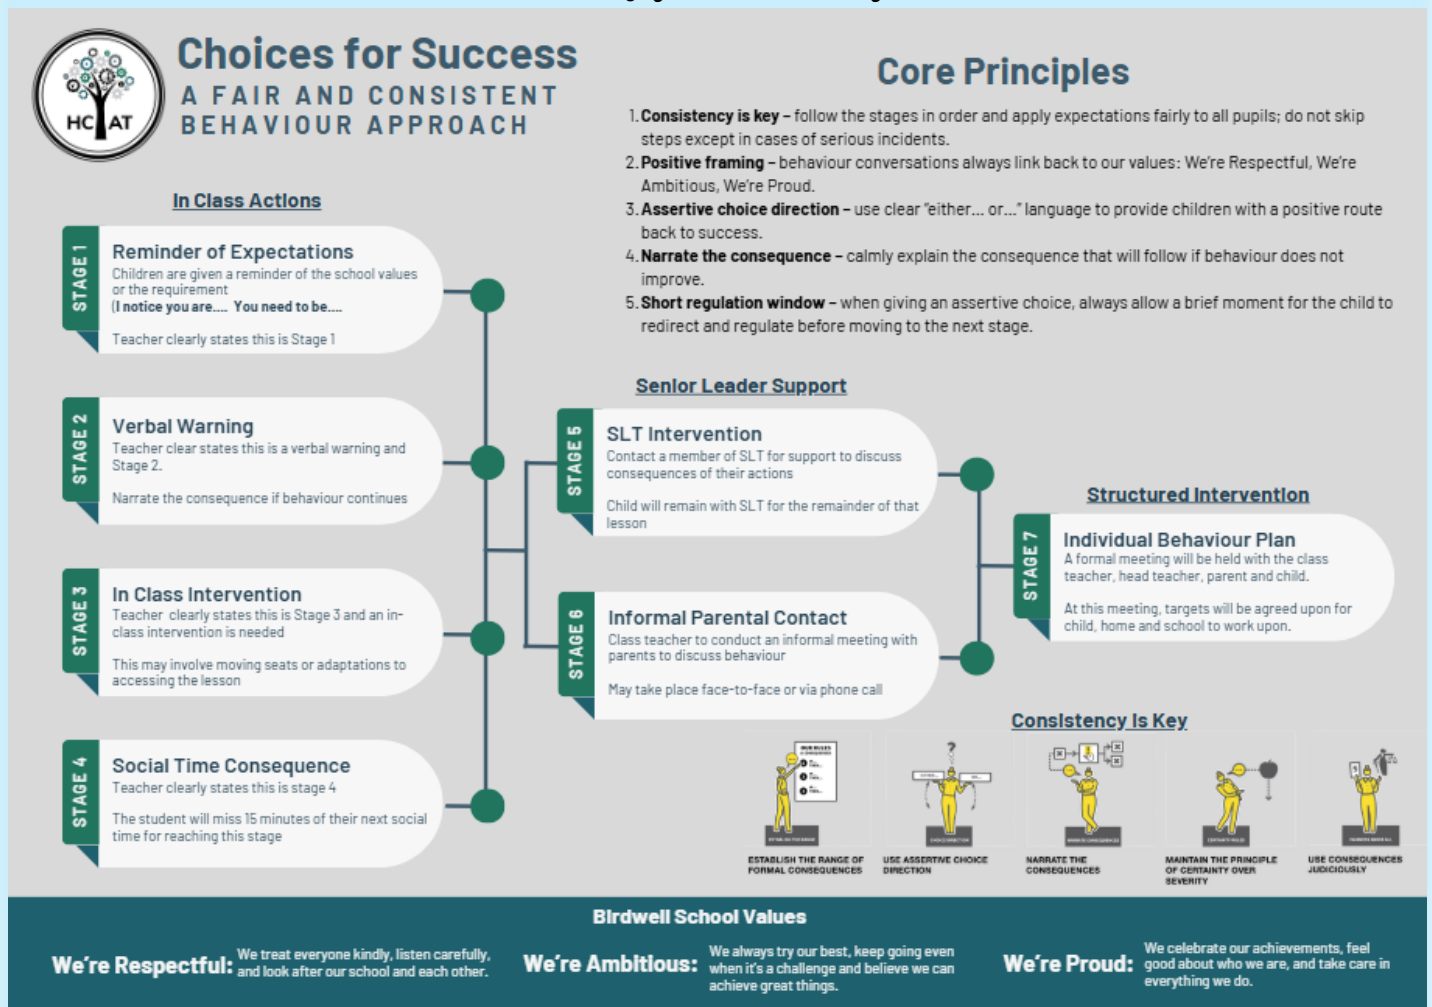 HCAT
Choices for Success
A FAIR AND CONSISTENT
BEHAVIOUR APPROACH
Core Principles
1. Consistency is key – follow the stages in order and apply expectations fairly to all pupils; do not skip
steps except in cases of serious incidents.
2. Positive framing – behaviour conversations always link back to our values: We're Respectful, We're
Ambitious, We're Proud.
3. Assertive choice direction – use clear "either... or..." language to provide children with a positive route
back to success.
4. Narrate the consequence – calmly explain the consequence that will follow if behaviour does not
improve.
5. Short regulation window – when giving an assertive choice, always allow a brief moment for the child to
redirect and regulate before moving to the next stage.
In Class Actions
STAGE 1
Reminder of Expectations
Children are given a reminder of the school values
or the requirement
(I notice you are.... You need to be....
Teacher clearly states this is Stage 1
STAGE 2
Verbal Warning
Teacher clear states this is a verbal warning and
Stage 2.
Narrate the consequence if behaviour continues
STAGE 3
In Class Intervention
Teacher clearly states this is Stage 3 and an in-
class intervention is needed
This may involve moving seats or adaptations to
accessing the lesson
STAGE 4
Social Time Consequence
Teacher clearly states this is stage 4
The student will miss 15 minutes of their next social
time for reaching this stage
Senior Leader Support
STAGE 5
SLT Intervention
Contact a member of SLT for support to discuss
consequences of their actions
Child will remain with SLT for the remainder of that
lesson
STAGE 6
Informal Parental Contact
Class teacher to conduct an informal meeting with
parents to discuss behaviour
May take place face-to-face or via phone call
Structured Intervention
STAGE 7
Individual Behaviour Plan
A formal meeting will be held with the class
teacher, head teacher, parent and child.
At this meeting, targets will be agreed upon for
child, home and school to work upon.
Consistency Is Key
OUR RULES
?
ESTABLISH THE RANGE OF
FORMAL CONSEQUENCES
USE ASSERTIVE CHOICE
DIRECTION
NARRATE THE
CONSEQUENCES
MAINTAIN THE PRINCIPLE
OF CERTAINTY OVER
SEVERITY
USE CONSEQUENCES
JUDICIOUSLY
Birdwell School Values
We're Respectful: We treat everyone kindly, listen carefully,
and look after our school and each other.
We're Ambitious: We always try our best, keep going even
when it's a challenge and believe we can
achieve great things.
We're Proud: We celebrate our achievements, feel
good about who we are, and take care in
everything we do.